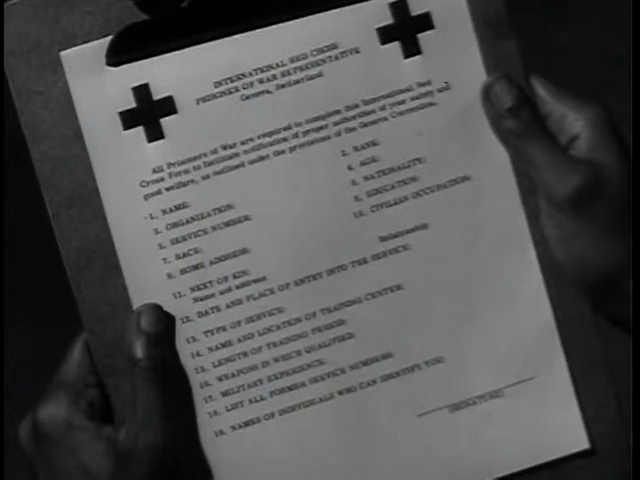 INTERNATIONAL RED CROSS
PRISONER OF WAR REPRESENTATIVE
Geneva, Switzerland
All Prisoners of War are required to complete this International Red
Cross Form to facilitate notification of proper authorities of your safety and
good welfare, as outlined under the provisions of the Geneva Convention.
1. NAME: 2. RANK:
3. ORGANIZATION: 4. AGE:
5. SERVICE NUMBER: 6. NATIONALITY:
7. RACE: 8. EDUCATION:
9. HOME ADDRESS: 10. CIVILIAN OCCUPATION:
11. NEXT OF KIN: Relationship
Name and address
12. DATE AND PLACE OF ENTRY INTO THE SERVICE:
13. TYPE OF SERVICE:
14. NAME AND LOCATION OF TRAINING CENTER:
15. LENGTH OF TRAINING PERIOD:
16. WEAPONS IN WHICH QUALIFIED:
17. MILITARY EXPERIENCE:
18. LIST ALL FORMER SERVICE NUMBERS:
19. NAMES OF INDIVIDUALS WHO CAN IDENTIFY YOU:
(SIGNATURE)